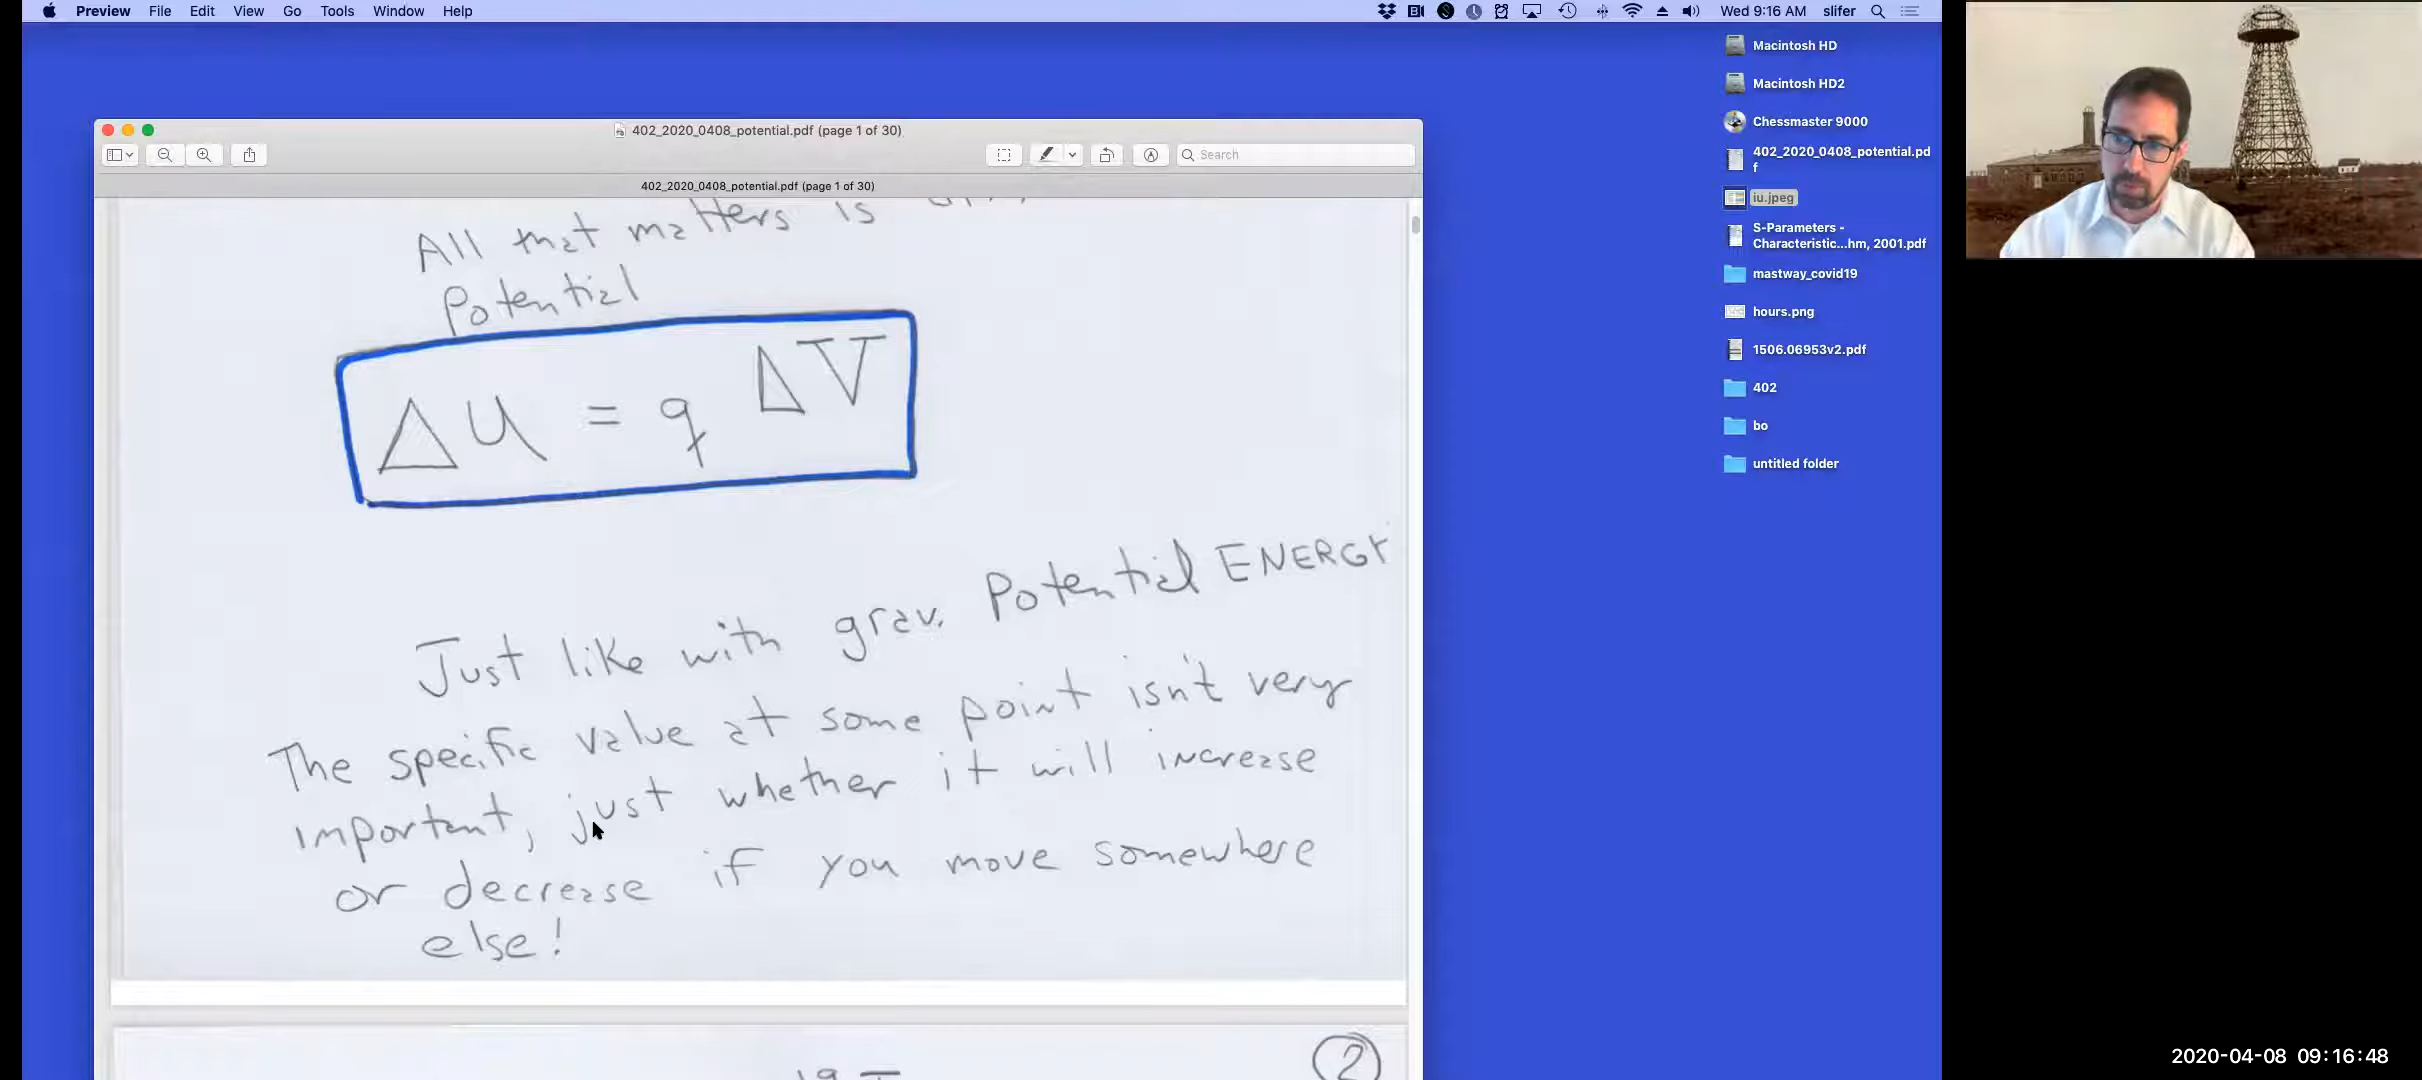 Preview File Edit View Go Tools Window Help
Wed 9:16 AM slifer
Macintosh HD
Macintosh HD2
Chessmaster 9000
402_2020_0408_potential.pd
f
iu.jpeg
S-Parameters -
Characteristic...hm, 2001.pdf
mastway_covid19
hours.png
1506.06953v2.pdf
402
bo
untitled folder
402_2020_0408_potential.pdf (page 1 of 30)
Search
402_2020_0408_potential.pdf (page 1 of 30)
All that matters is
Potential
ΔU = q ΔV
Just like with grav. Potential ENERGY
The specific value at some point isn't very
important, just whether it will increase
or decrease if you move somewhere
else!
2
2020-04-08 09:16:48